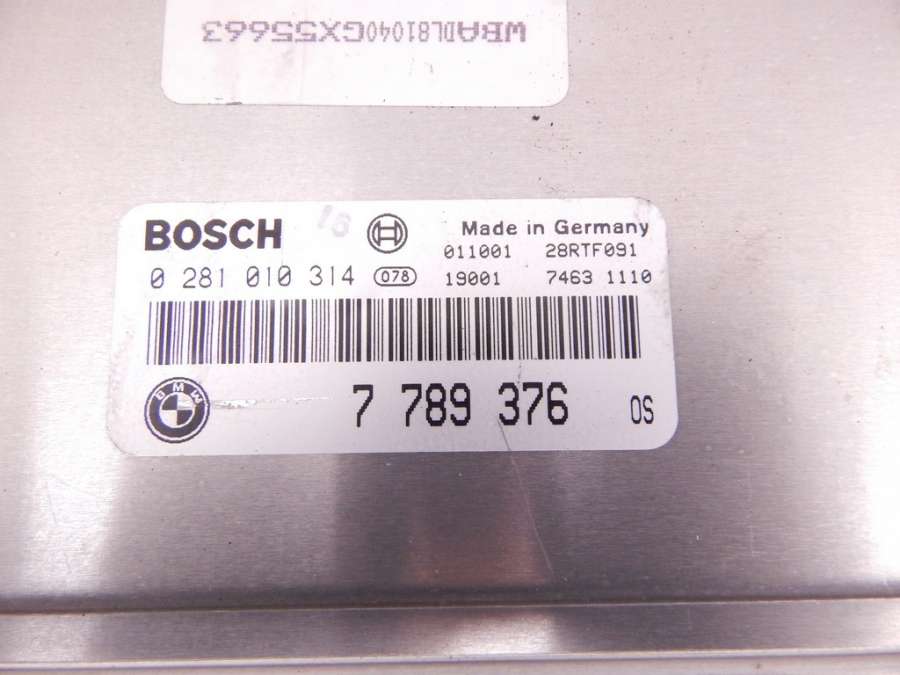 WBADL81040GX55663
BOSCH Made in Germany
011001 28RTF091
0 281 010 314 078 19001 7463 1110
BMW 7 789 376 OS